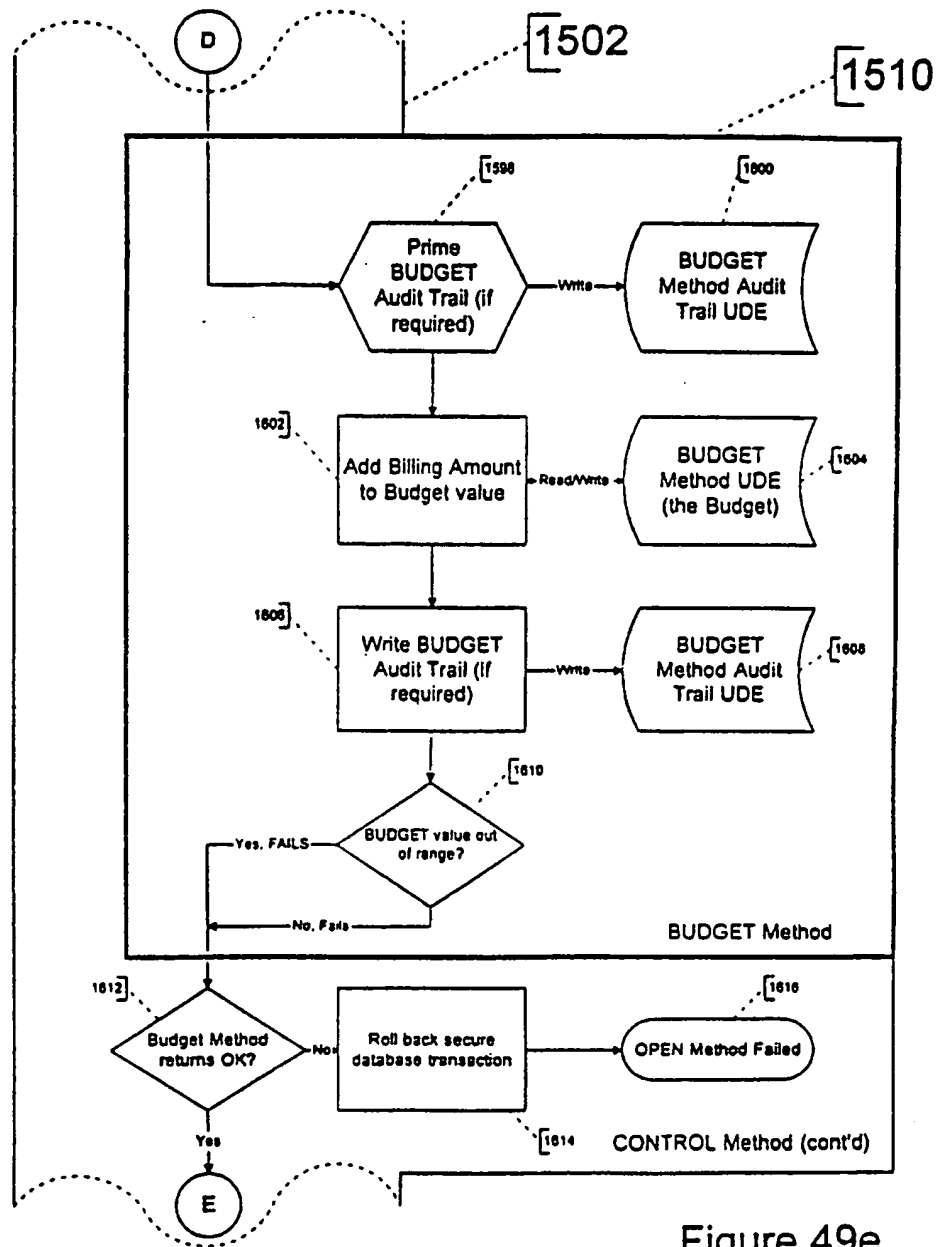 D
1502
1510
1598
1600
Prime
BUDGET
Audit Trail (if
required)
Write
BUDGET
Method Audit
Trail UDE
1602
Add Billing Amount
to Budget value
Read/Write
BUDGET
Method UDE
(the Budget)
1604
1606
Write BUDGET
Audit Trail (if
required)
Write
BUDGET
Method Audit
Trail UDE
1608
1610
BUDGET value out
of range?
Yes, FAILS
No, Fails
BUDGET Method
1612
Budget Method
returns OK?
No
Roll back secure
database transaction
1616
OPEN Method Failed
1614
CONTROL Method (cont'd)
Yes
E
Figure 49e